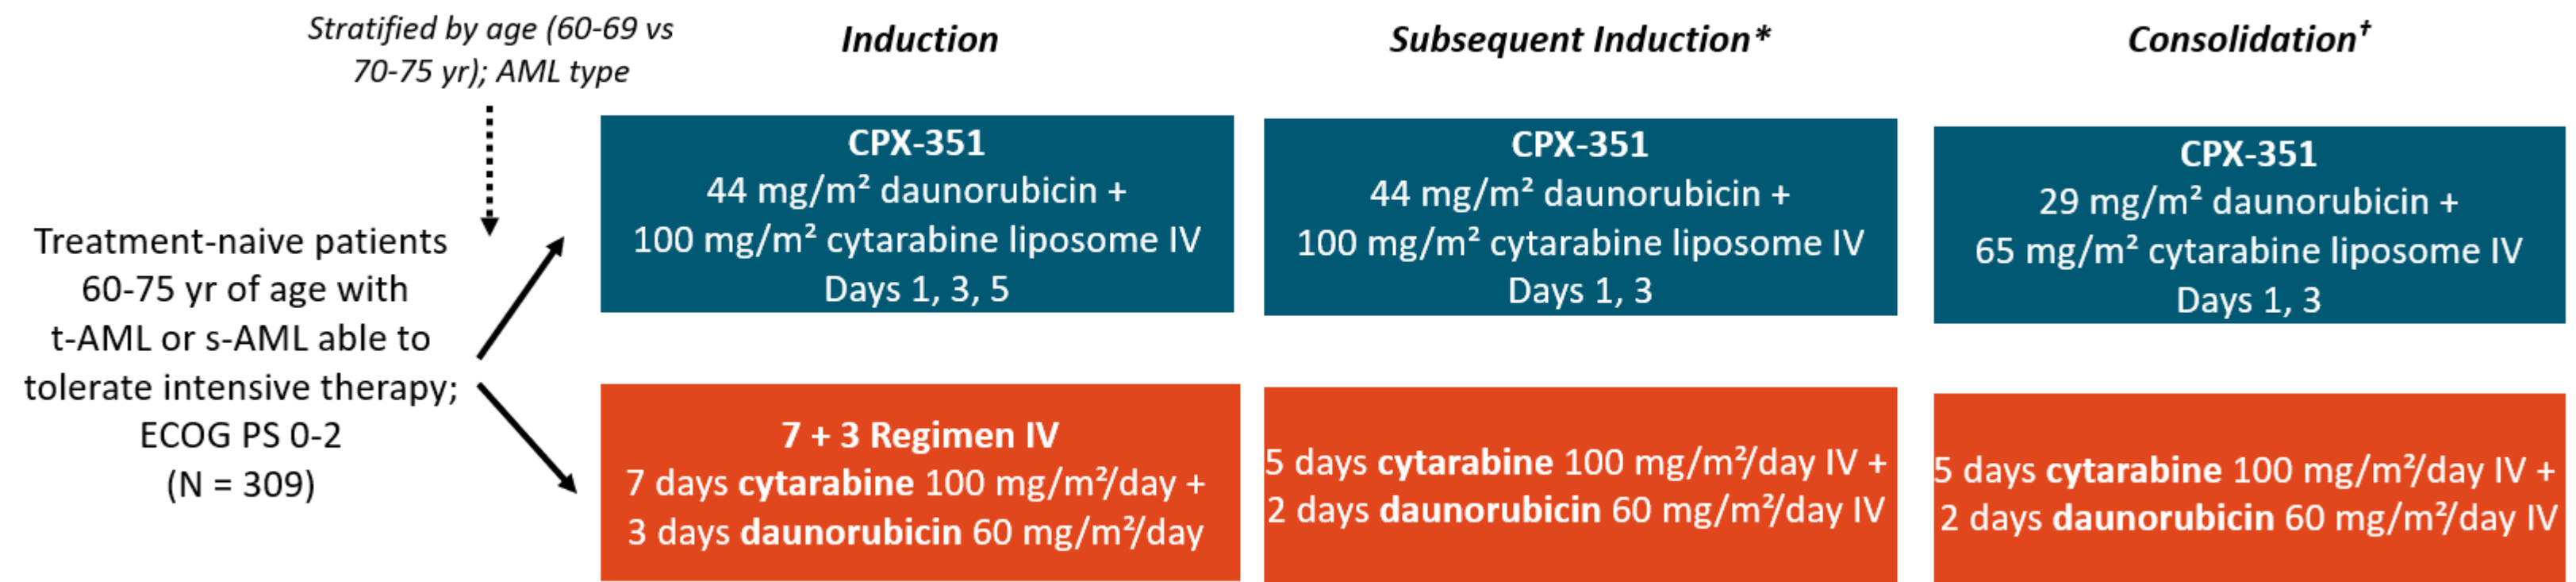 Stratified by age (60-69 vs
70-75 yr); AML type
Induction
Subsequent Induction*
Consolidation†
Treatment-naive patients
60-75 yr of age with
t-AML or s-AML able to
tolerate intensive therapy;
ECOG PS 0-2
(N = 309)
CPX-351
44 mg/m² daunorubicin +
100 mg/m² cytarabine liposome IV
Days 1, 3, 5
CPX-351
44 mg/m² daunorubicin +
100 mg/m² cytarabine liposome IV
Days 1, 3
CPX-351
29 mg/m² daunorubicin +
65 mg/m² cytarabine liposome IV
Days 1, 3
7 + 3 Regimen IV
7 days cytarabine 100 mg/m²/day +
3 days daunorubicin 60 mg/m²/day
5 days cytarabine 100 mg/m²/day IV +
2 days daunorubicin 60 mg/m²/day IV
5 days cytarabine 100 mg/m²/day IV +
2 days daunorubicin 60 mg/m²/day IV